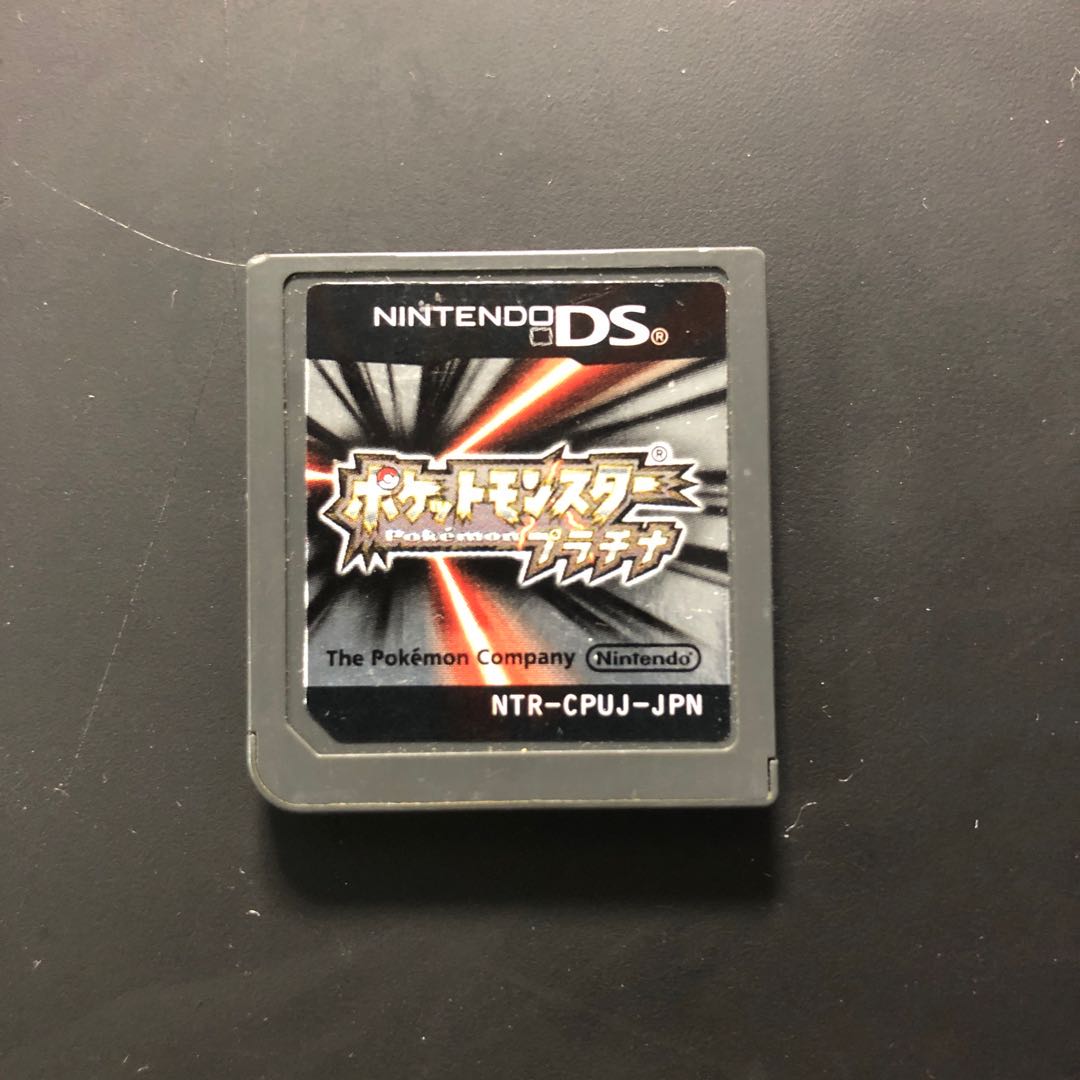 NINTENDO DS®
ポケットモンスター®
Pokémon プラチナ
The Pokémon Company Nintendo®
NTR-CPUJ-JPN